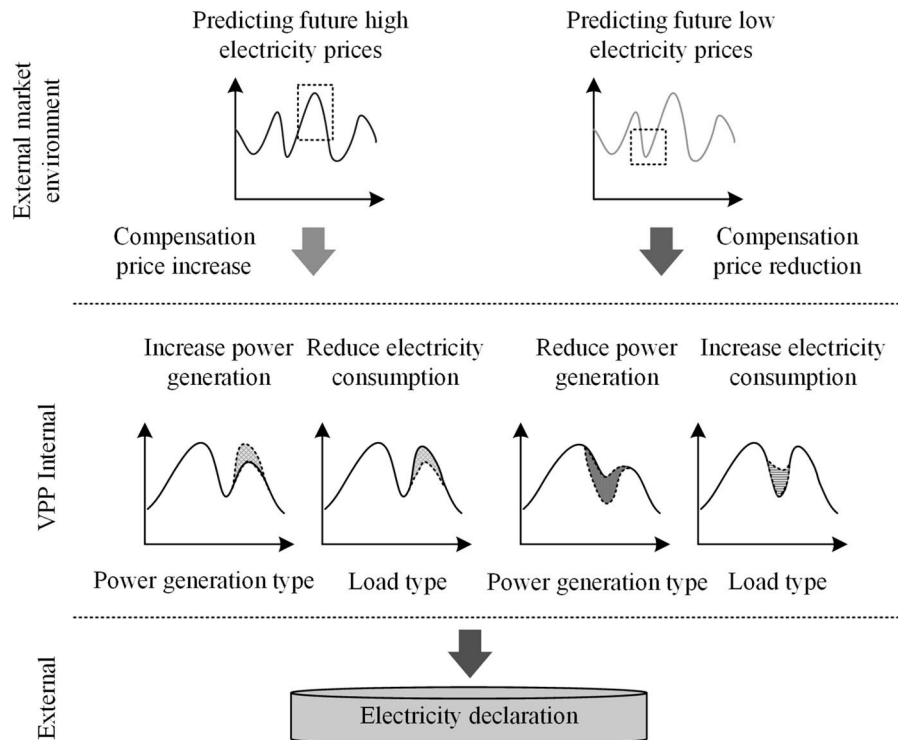 Predicting future high
electricity prices
Predicting future low
electricity prices
External market
environment
Compensation
price increase
Compensation
price reduction
Increase power
generation
Reduce electricity
consumption
Reduce power
generation
Increase electricity
consumption
VPP Internal
Power generation type
Load type
Power generation type
Load type
External
Electricity declaration